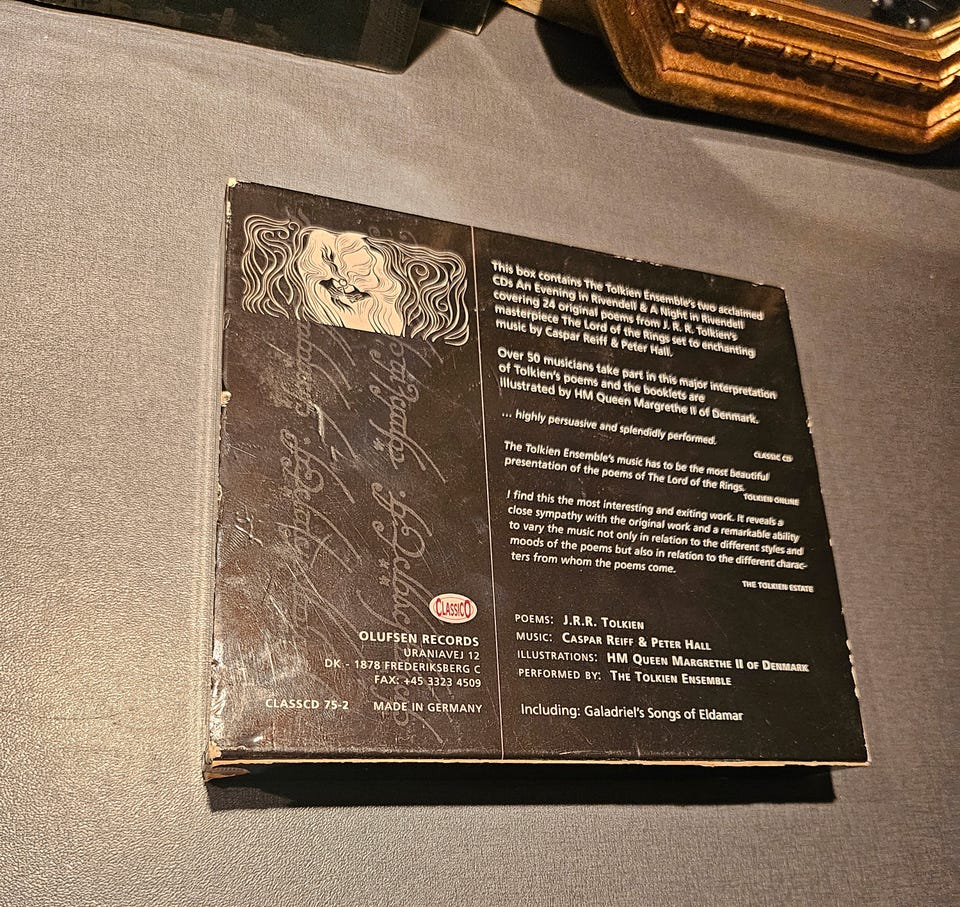 This box contains The Tolkien Ensemble's two acclaimed
CDs An Evening in Rivendell & A Night in Rivendell
covering 24 original poems from J. R. R. Tolkien's
masterpiece The Lord of the Rings set to enchanting
music by Caspar Reiff & Peter Hall.
Over 50 musicians take part in this major interpretation
of Tolkien's poems and the booklets are
illustrated by HM Queen Margrethe II of Denmark.
... highly persuasive and splendidly performed.
CLASSIC CD
The Tolkien Ensemble's music has to be the most beautiful
presentation of the poems of The Lord of the Rings.
TOLKIEN ONLINE
I find this the most interesting and exiting work. It reveals a
close sympathy with the original work and a remarkable ability
to vary the music not only in relation to the different styles and
moods of the poems but also in relation to the different charac-
ters from whom the poems come.
THE TOLKIEN ESTATE
POEMS: J.R.R. TOLKIEN
MUSIC: CASPAR REIFF & PETER HALL
ILLUSTRATIONS: HM QUEEN MARGRETHE II OF DENMARK
PERFORMED BY: THE TOLKIEN ENSEMBLE
Including: Galadriel's Songs of Eldamar
CLASSICO
OLUFSEN RECORDS
URANIAVEJ 12
DK - 1878 FREDERIKSBERG C
FAX: +45 3323 4509
CLASSCD 75-2 MADE IN GERMANY